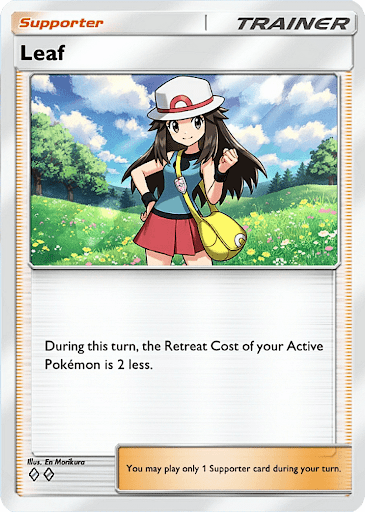 Supporter
TRAINER
Leaf
During this turn, the Retreat Cost of your Active
Pokémon is 2 less.
Illus. En Morikura
You may play only 1 Supporter card during your turn.